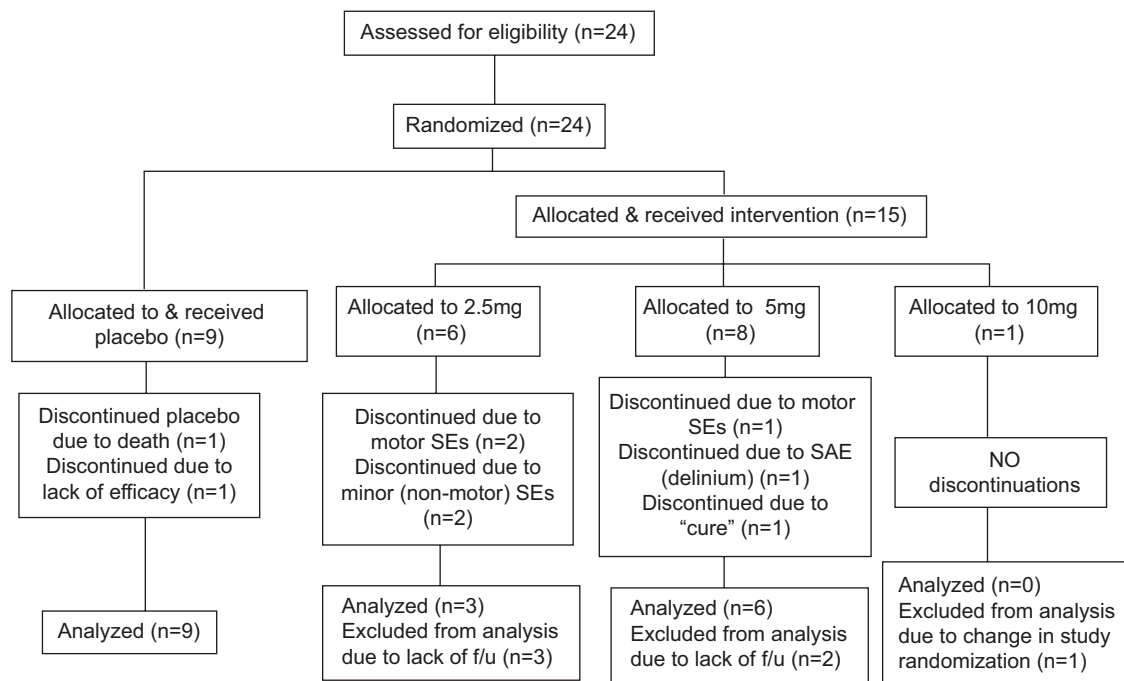 Assessed for eligibility (n=24)
Randomized (n=24)
Allocated & received intervention (n=15)
Allocated to & received
placebo (n=9)
Allocated to 2.5mg
(n=6)
Allocated to  5mg
(n=8)
Allocated to 10mg
(n=1)
Discontinued placebo
due to death (n=1)
Discontinued due to
lack of efficacy (n=1)
Discontinued due to
motor SEs (n=2)
Discontinued due to
minor (non-motor) SEs
(n=2)
Discontinued due to motor
SEs (n=1)
Discontinued due to SAE
(delinium) (n=1)
Discontinued due to
“cure” (n=1)
NO
discontinuations
Analyzed (n=9)
Analyzed (n=3)
Excluded from analysis
due to lack of f/u (n=3)
Analyzed (n=6)
Excluded from analysis
due to lack of f/u (n=2)
Analyzed (n=0)
Excluded from analysis
due to change in study
randomization (n=1)